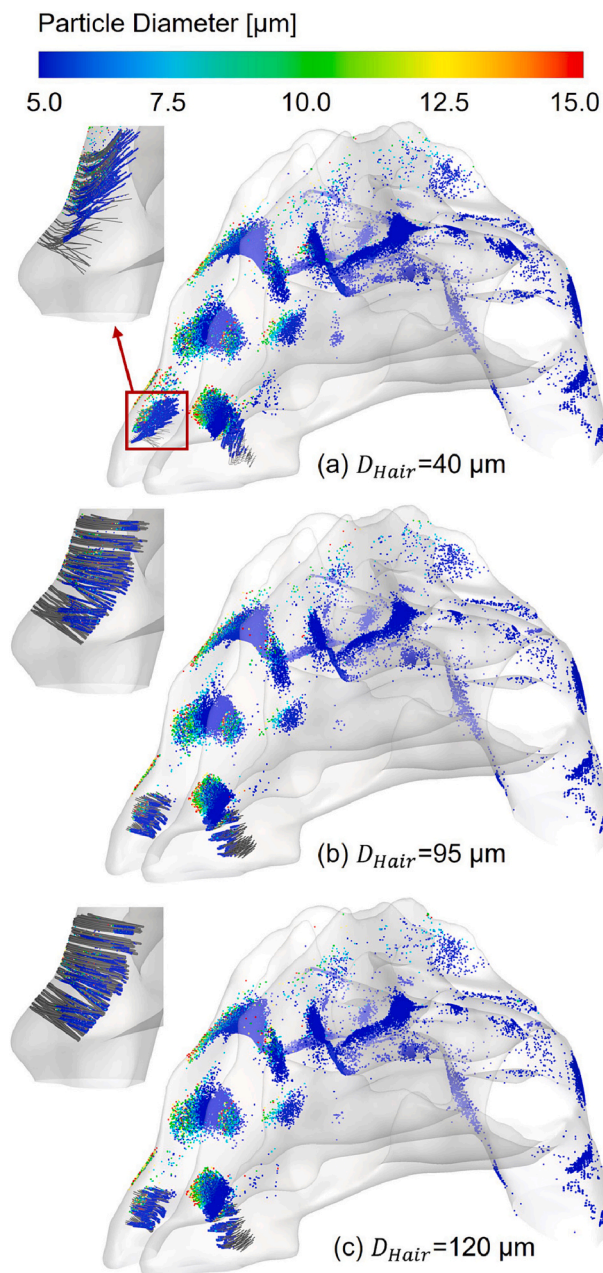 Particle Diameter [μm]
5.0 7.5 10.0 12.5 15.0
(a) D_Hair=40 μm
(b) D_Hair=95 μm
(c) D_Hair=120 μm